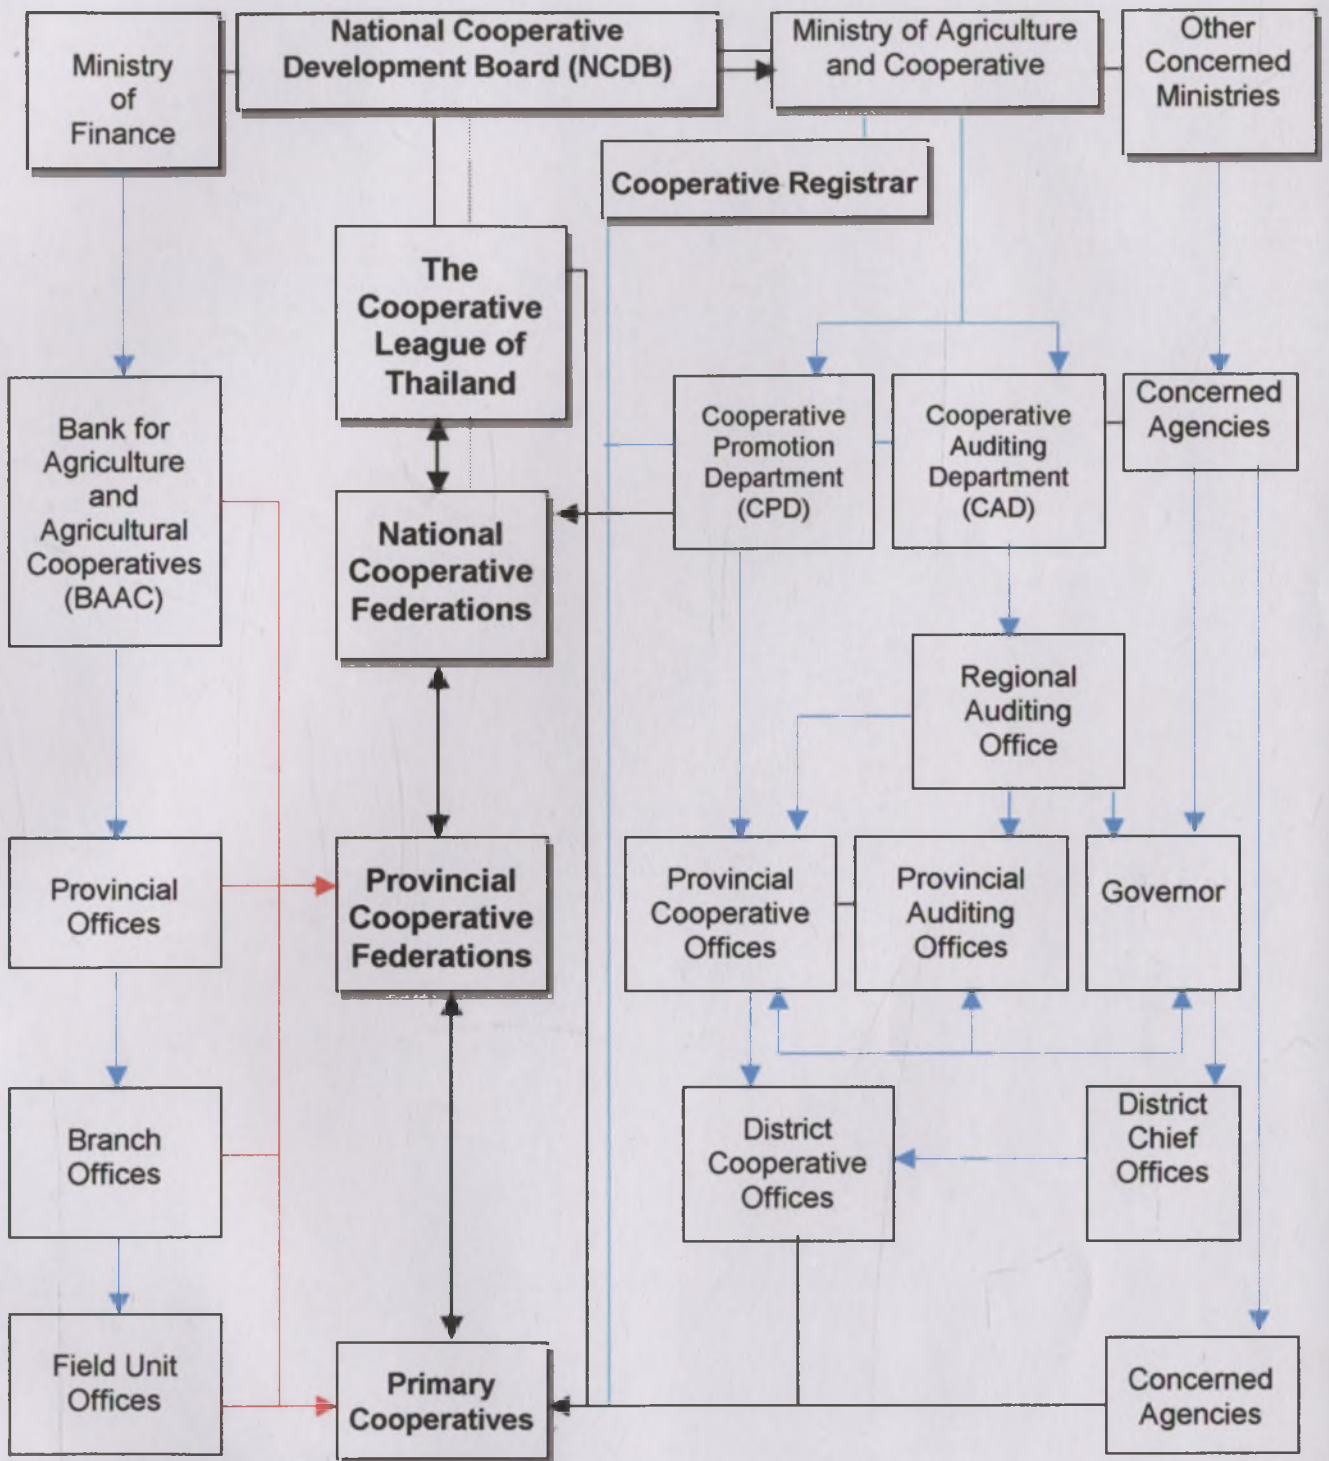 Ministry
of
Finance
National Cooperative
Development Board (NCDB)
Ministry of Agriculture
and Cooperative
Other
Concerned
Ministries
Cooperative Registrar
The
Cooperative
League of
Thailand
Bank for
Agriculture
and
Agricultural
Cooperatives
(BAAC)
National
Cooperative
Federations
Cooperative
Promotion
Department
(CPD)
Cooperative
Auditing
Department
(CAD)
Concerned
Agencies
Regional
Auditing
Office
Provincial
Offices
Provincial
Cooperative
Federations
Provincial
Cooperative
Offices
Provincial
Auditing
Offices
Governor
Branch
Offices
District
Cooperative
Offices
District
Chief
Offices
Field Unit
Offices
Primary
Cooperatives
Concerned
Agencies